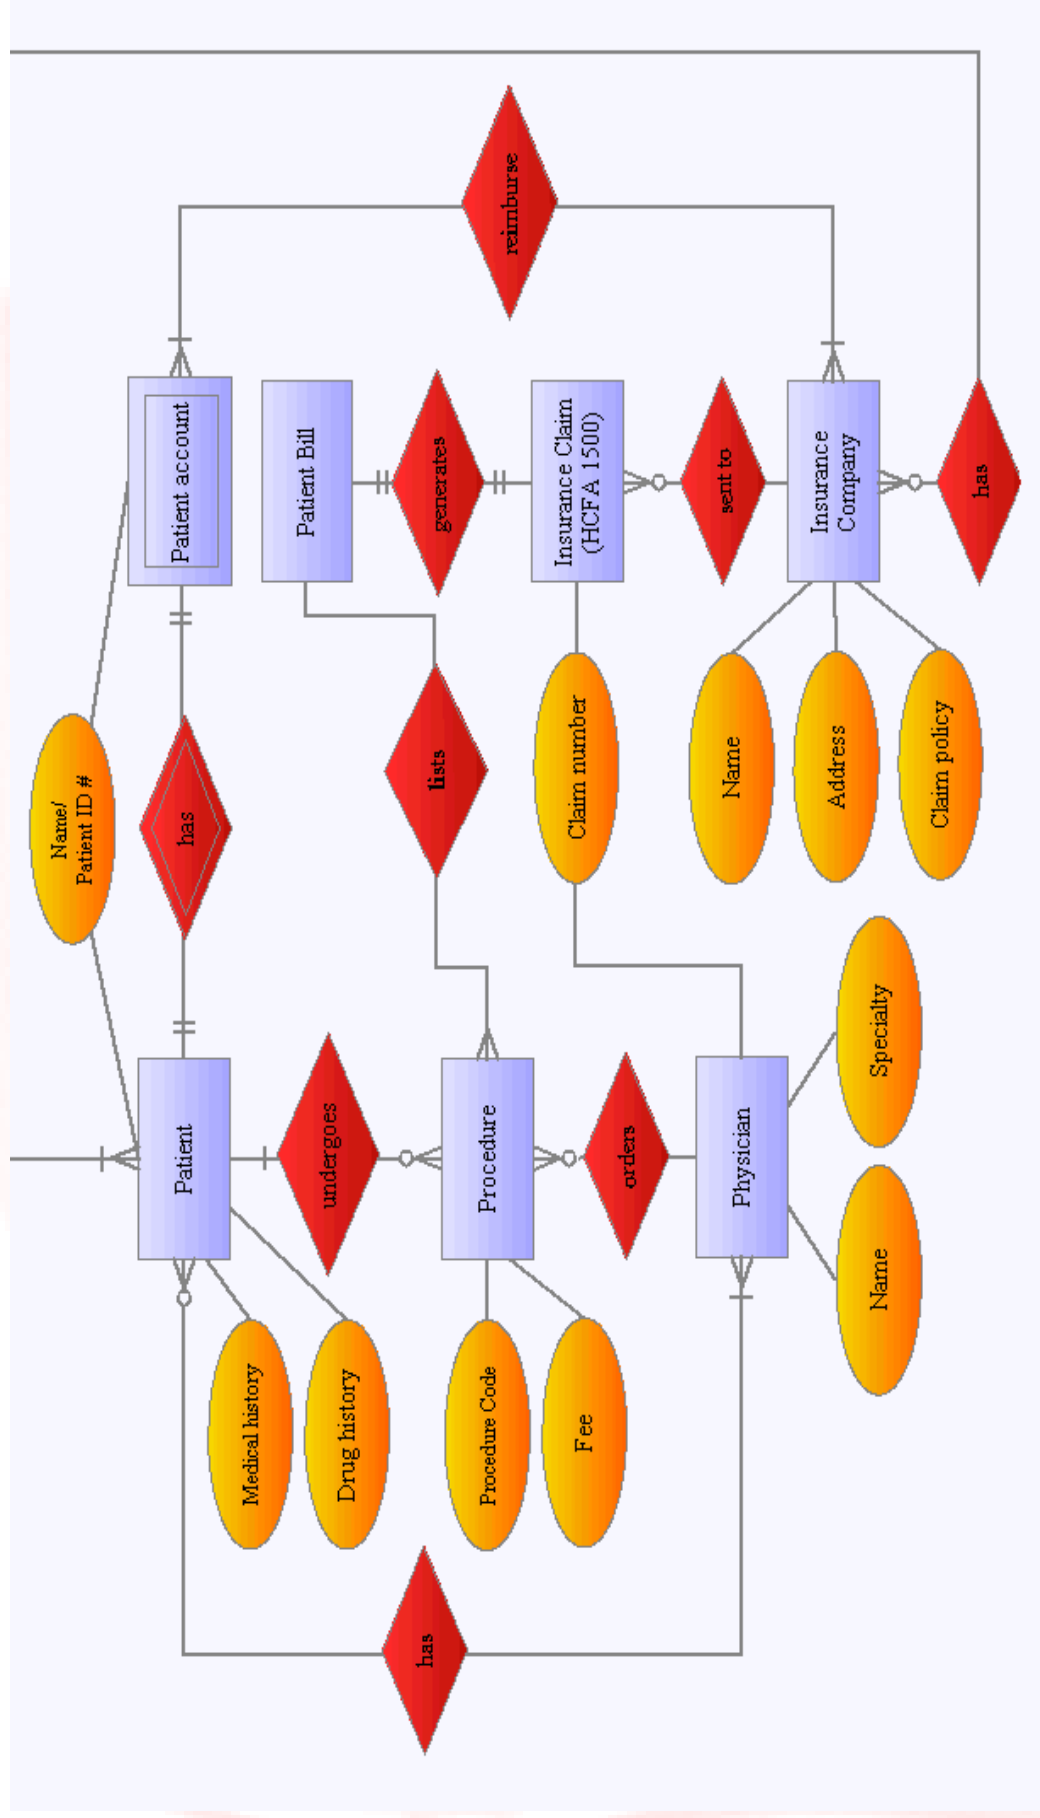 has
Medical history
Drug history
Procedure Code
Fee
Name
Patient
undergoes
Procedure
orders
Physician
Specialty
Name/
Patient ID #
has
lists
Claim number
Name
Address
Claim policy
Patient account
Patient Bill
generates
Insurance Claim
(HCFA 1500)
sent to
Insurance
Company
has
reimburse